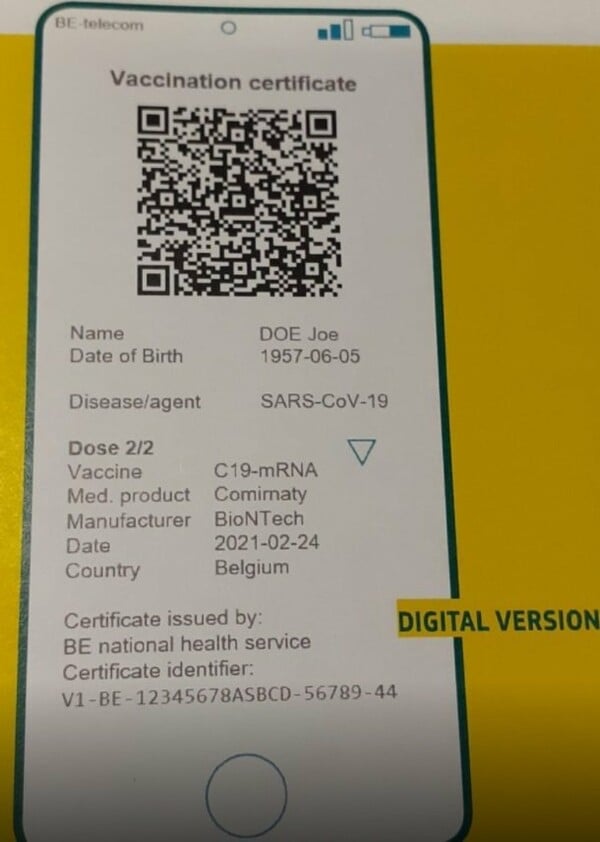 BE-telecom
Vaccination certificate
Name DOE Joe
Date of Birth 1957-06-05
Disease/agent SARS-CoV-19
Dose 2/2
Vaccine C19-mRNA
Med. product Comirnaty
Manufacturer BioNTech
Date 2021-02-24
Country Belgium
Certificate issued by:
BE national health service
Certificate identifier:
V1-BE-12345678ASBCD-56789-44
DIGITAL VERSION